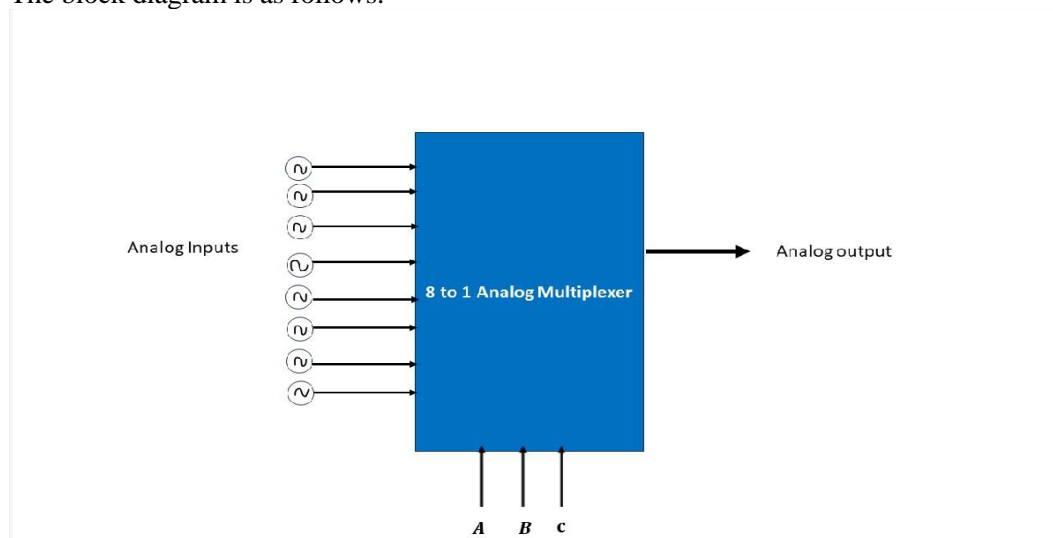 The block diagram is as follows:
Analog Inputs
8 to 1 Analog Multiplexer
Analog output
A B c